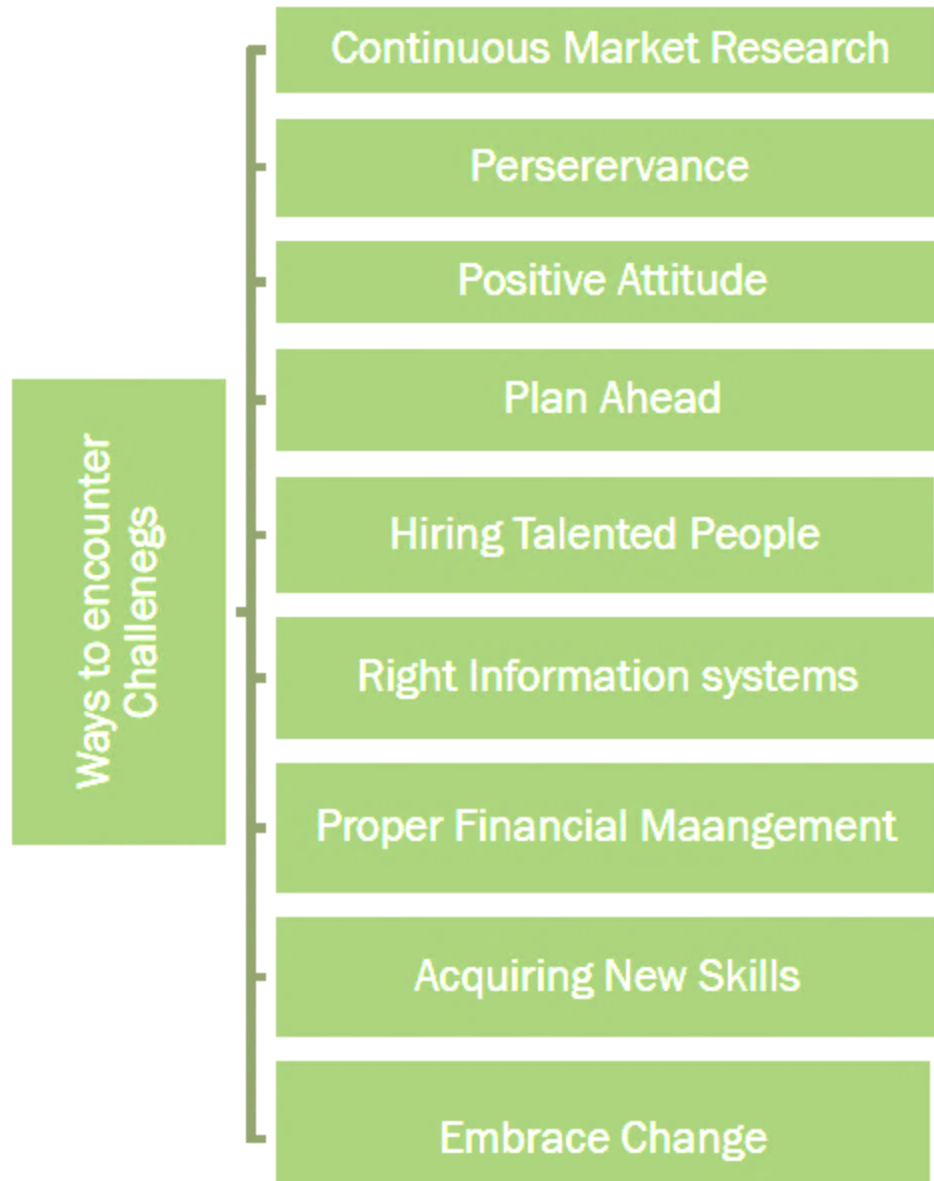 Ways to encounter
Challenegs
Continuous Market Research
Perserervance
Positive Attitude
Plan Ahead
Hiring Talented People
Right Information systems
Proper Financial Maangement
Acquiring New Skills
Embrace Change